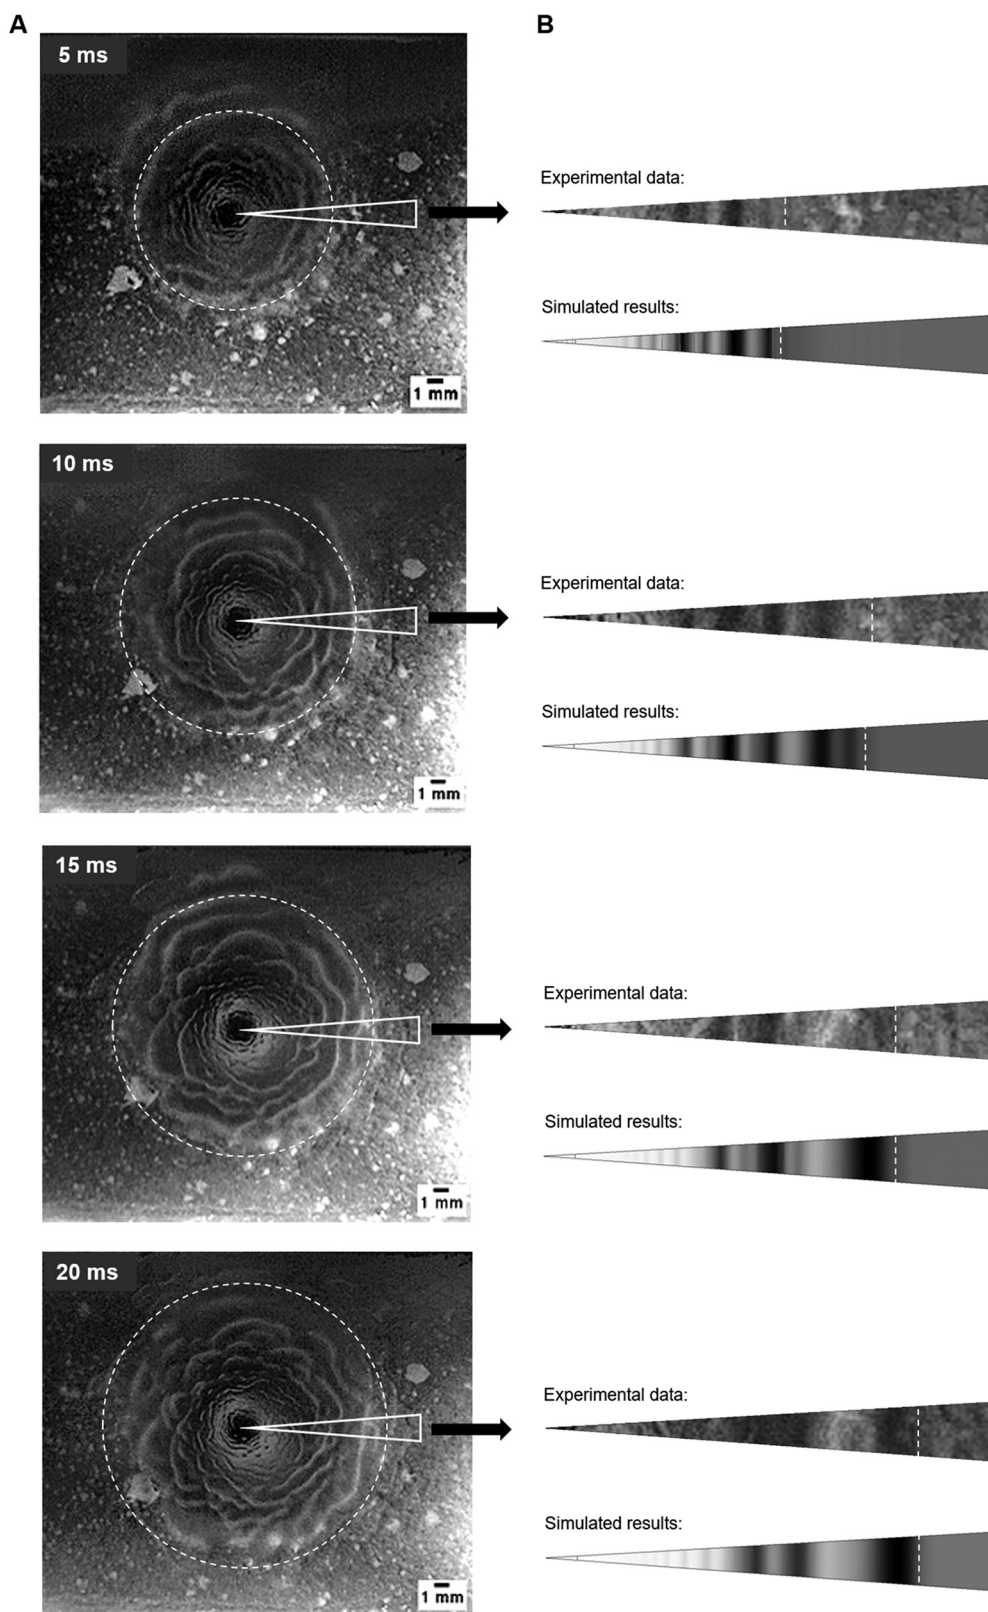 A
B
5 ms
Experimental data:
Simulated results:
1 mm
10 ms
Experimental data:
Simulated results:
1 mm
15 ms
Experimental data:
Simulated results:
1 mm
20 ms
Experimental data:
Simulated results:
1 mm